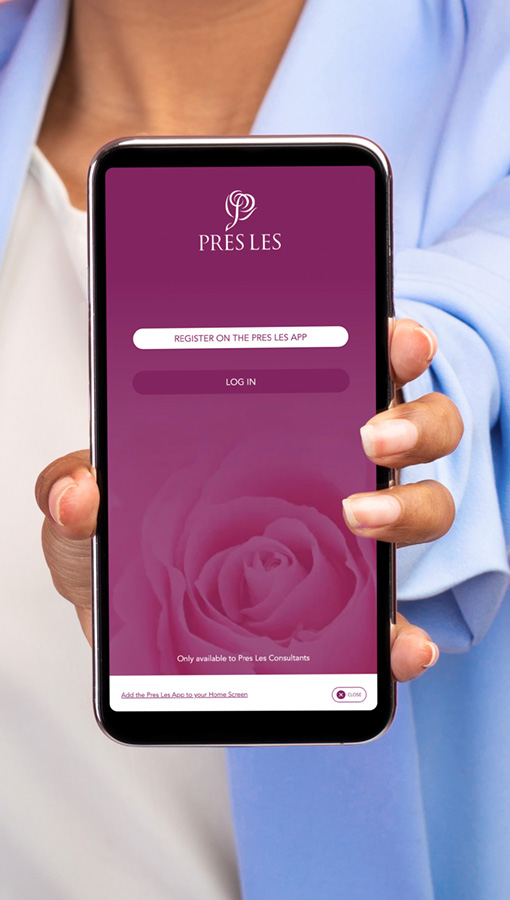 PRES LES
REGISTER ON THE PRES LES APP
LOG IN
Only available to Pres Les Consultants
Add the Pres Les App to your Home Screen
CLOSE